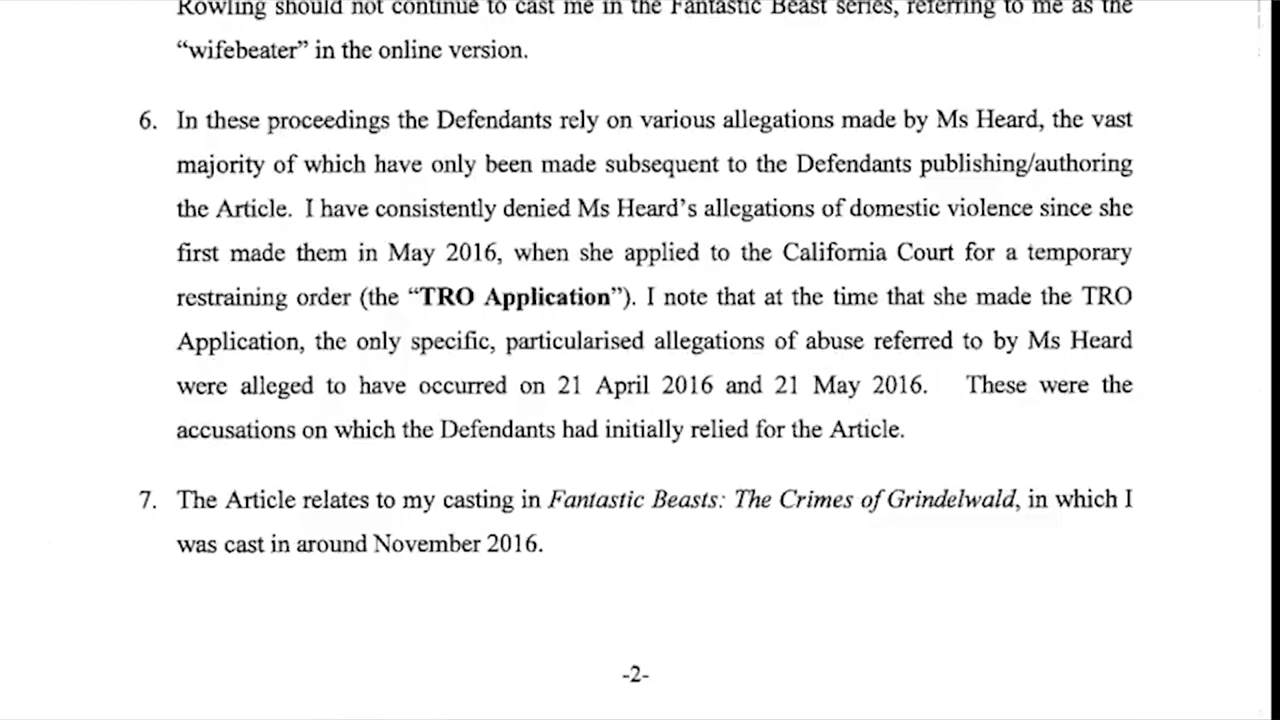 Rowling should not continue to cast me in the Fantastic Beast series, referring to me as the
“wifebeater” in the online version.
6. In these proceedings the Defendants rely on various allegations made by Ms Heard, the vast
majority of which have only been made subsequent to the Defendants publishing/authoring
the Article. I have consistently denied Ms Heard’s allegations of domestic violence since she
first made them in May 2016, when she applied to the California Court for a temporary
restraining order (the “TRO Application”). I note that at the time that she made the TRO
Application, the only specific, particularised allegations of abuse referred to by Ms Heard
were alleged to have occurred on 21 April 2016 and 21 May 2016. These were the
accusations on which the Defendants had initially relied for the Article.
7. The Article relates to my casting in Fantastic Beasts: The Crimes of Grindelwald, in which I
was cast in around November 2016.
-2-